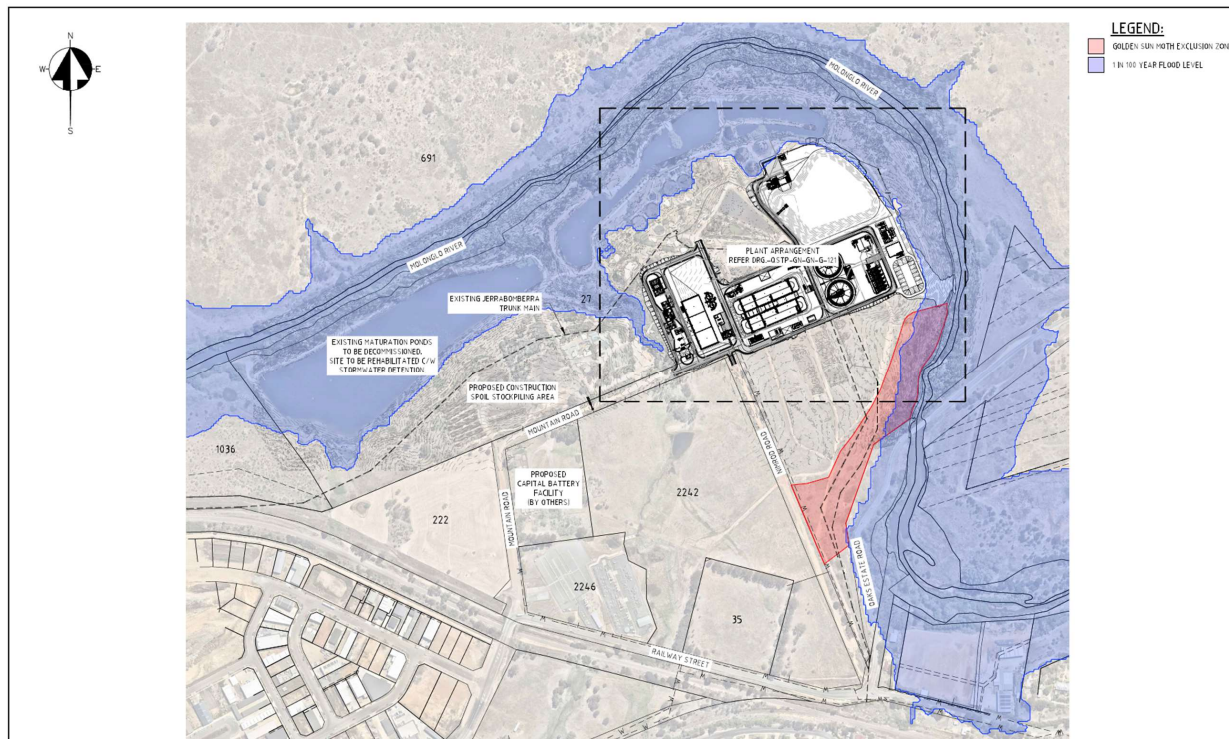 N
W
E
S
LEGEND:
GOLDEN SUN MOTH EXCLUSION ZONE
1 IN 100 YEAR FLOOD LEVEL
MOLONGLO RIVER
691
MOLONGLO RIVER
PLANT ARRANGEMENT
REFER DRG.-QSTP-GN-GN-G-121
27
EXISTING JERRABOMBERRA
TRUNK MAIN
EXISTING MATURATION PONDS
TO BE DECOMMISSIONED,
SITE TO BE REHABILITATED C/W
STORMWATER DETENTION
PROPOSED CONSTRUCTION
SPOIL STOCKPILING AREA
MOUNTAIN ROAD
NIMROD ROAD
1036
PROPOSED
CAPITAL BATTERY
FACILITY
(BY OTHERS)
2242
222
MOUNTAIN ROAD
OAKS ESTATE ROAD
2246
35
RAILWAY STREET